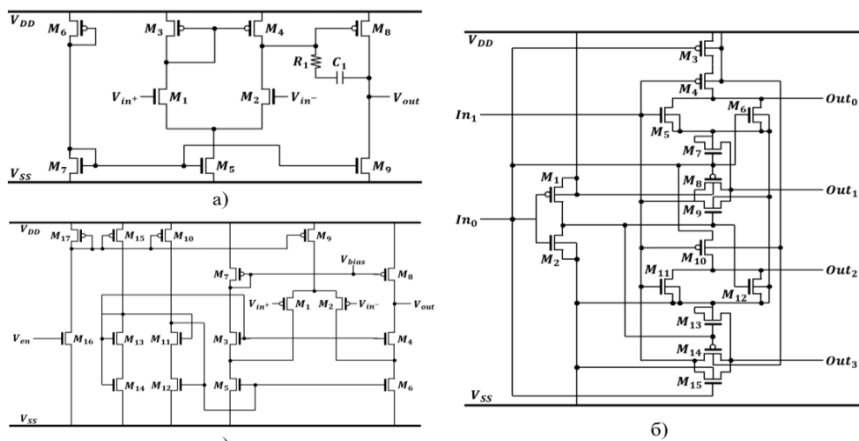 V_DD
M_6 M_3 M_4 M_8
R_1 C_1
V_in+ M_1 M_2 V_in- V_out
M_7 M_5 M_9
V_SS
а)
V_DD
M_17 M_15 M_10 M_9
V_bias
M_7 M_8
V_in+ M_1 M_2 V_in- V_out
V_en M_16 M_13 M_11 M_3 M_4
M_14 M_12 M_5 M_6
V_SS
V_DD
M_3
M_4
Out_0
In_1 M_5 M_6
M_7
M_1 M_8 Out_1
In_0 M_9
M_2 M_10
Out_2
M_11 M_12
M_13
M_14 Out_3
M_15
V_SS
б)